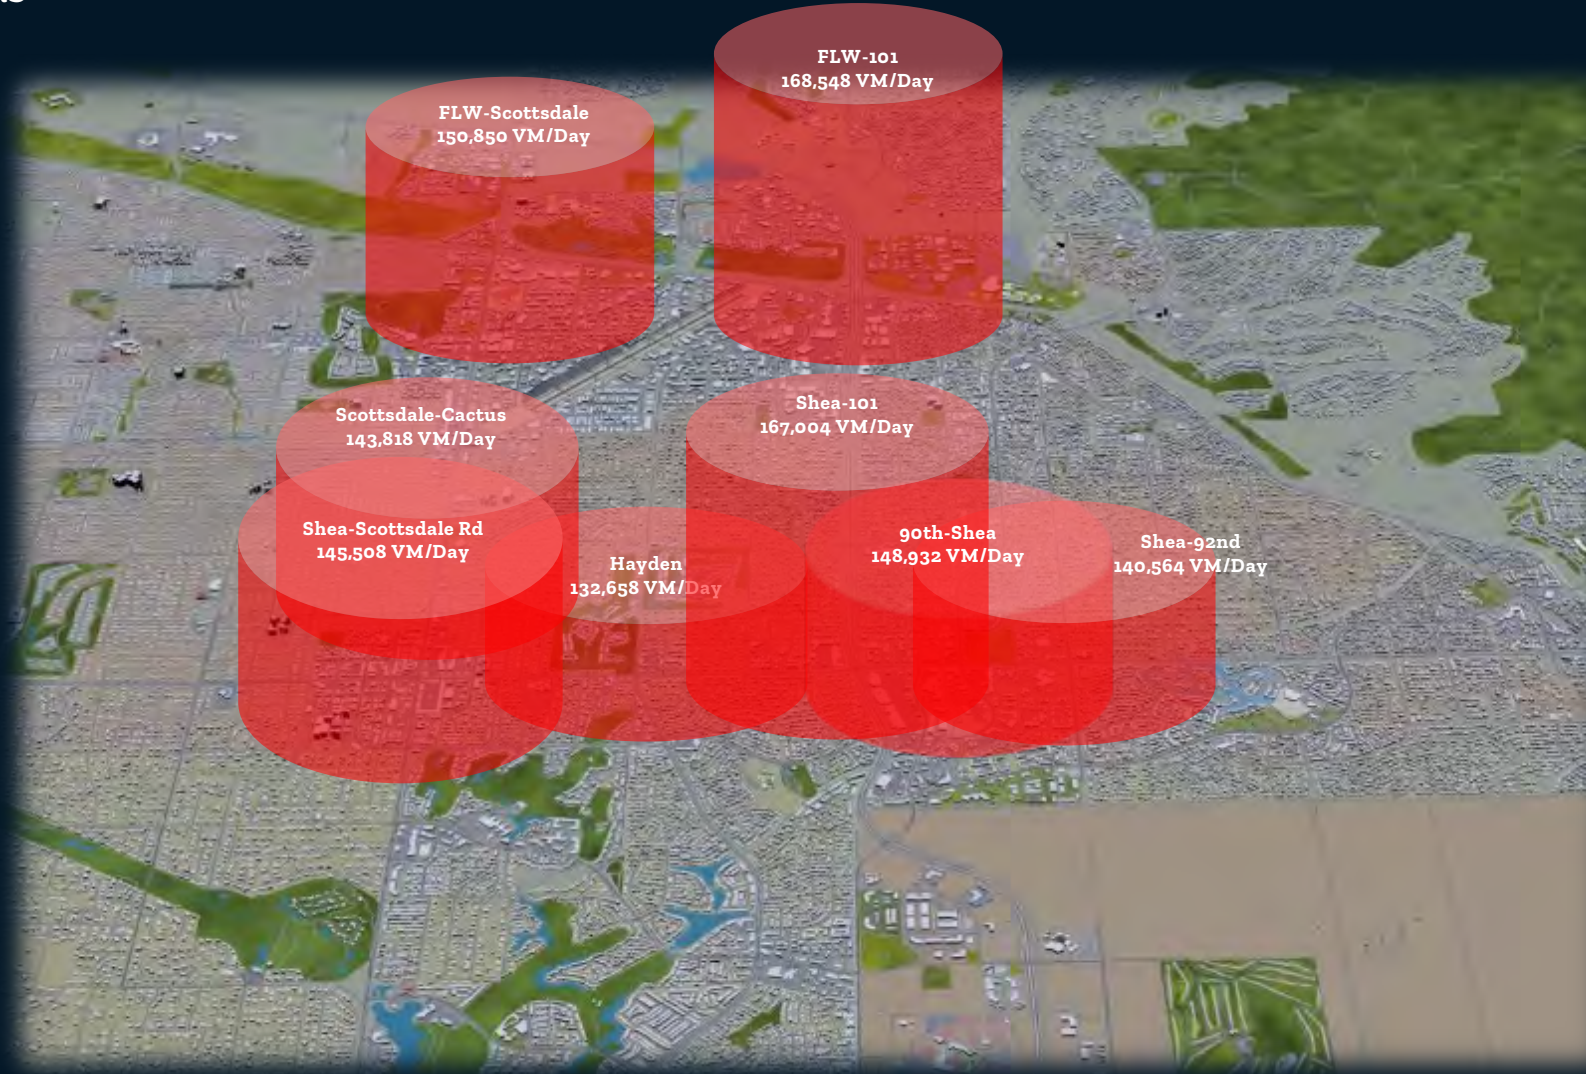 FLW-101
168,548 VM/Day
FLW-Scottsdale
150,850 VM/Day
Scottsdale-Cactus
143,818 VM/Day
Shea-101
167,004 VM/Day
Shea-Scottsdale Rd
145,508 VM/Day
Hayden
132,658 VM/Day
90th-Shea
148,932 VM/Day
Shea-92nd
140,564 VM/Day